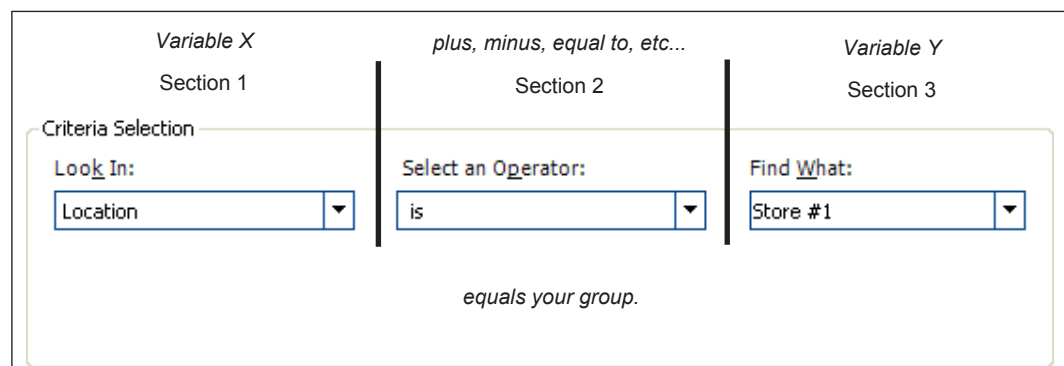 Variable X plus, minus, equal to, etc... Variable Y
Section 1 Section 2 Section 3
Criteria Selection
Look In: Select an Operator: Find What:
Location is Store #1
equals your group.